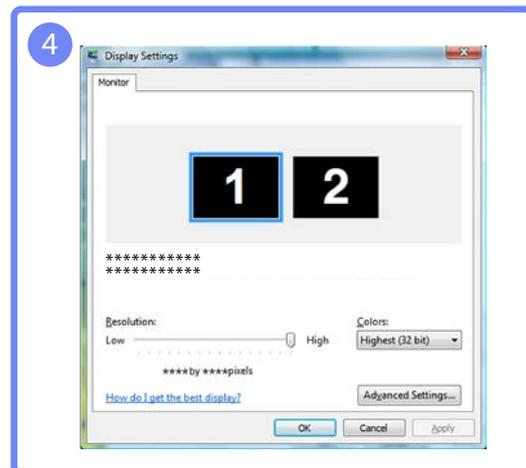 4
Display Settings
Monitor
1 2
***********
***********
Resolution: Colors:
Low High Highest (32 bit)
****by ****pixels
How do I get the best display? Advanced Settings...
OK Cancel Apply